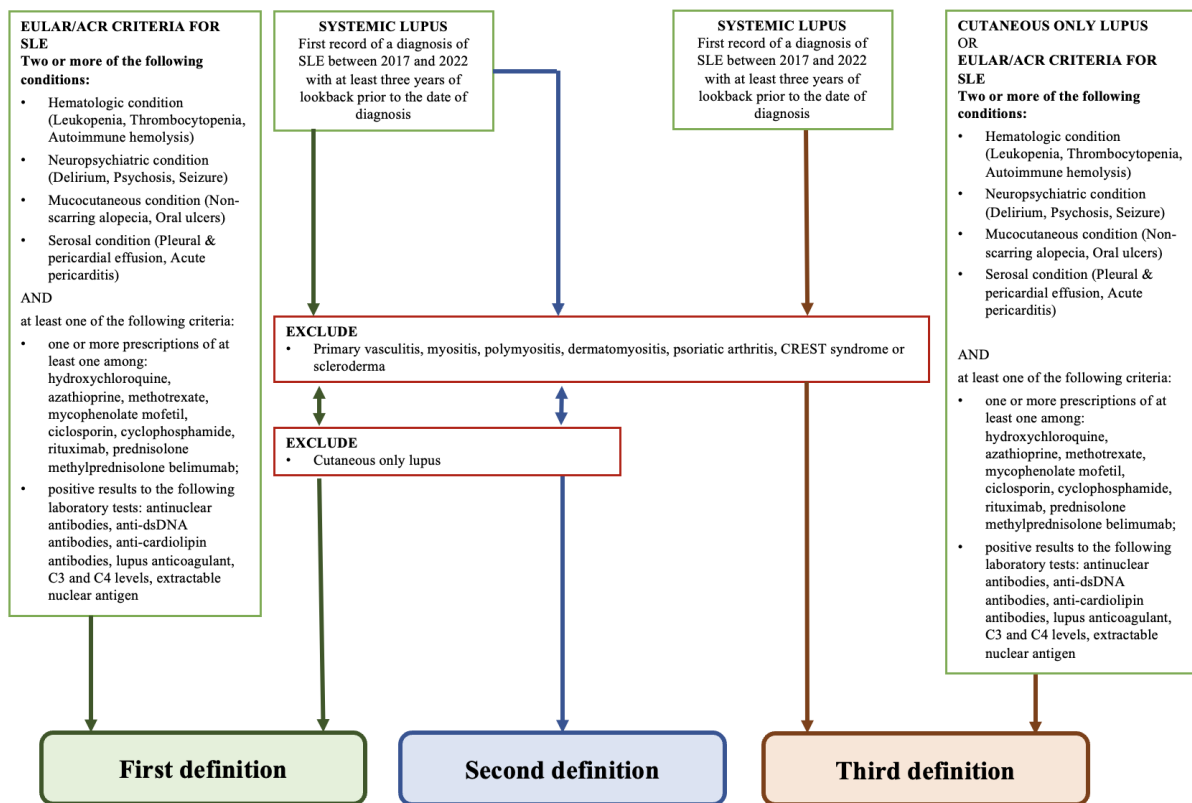 EULAR/ACR CRITERIA FOR
SLE
Two or more of the following
conditions:
• Hematologic condition
(Leukopenia, Thrombocytopenia,
Autoimmune hemolysis)
• Neuropsychiatric condition
(Delirium, Psychosis, Seizure)
• Mucocutaneous condition (Non-
scarring alopecia, Oral ulcers)
• Serosal condition (Pleural &
pericardial effusion, Acute
pericarditis)
AND
at least one of the following criteria:
• one or more prescriptions of at
least one among:
hydroxychloroquine,
azathioprine, methotrexate,
mycophenolate mofetil,
ciclosporin, cyclophosphamide,
rituximab, prednisolone
methylprednisolone belimumab;
• positive results to the following
laboratory tests: antinuclear
antibodies, anti-dsDNA
antibodies, anti-cardiolipin
antibodies, lupus anticoagulant,
C3 and C4 levels, extractable
nuclear antigen
SYSTEMIC LUPUS
First record of a diagnosis of
SLE between 2017 and 2022
with at least three years of
lookback prior to the date of
diagnosis
SYSTEMIC LUPUS
First record of a diagnosis of
SLE between 2017 and 2022
with at least three years of
lookback prior to the date of
diagnosis
CUTANEOUS ONLY LUPUS
OR
EULAR/ACR CRITERIA FOR
SLE
Two or more of the following
conditions:
• Hematologic condition
(Leukopenia, Thrombocytopenia,
Autoimmune hemolysis)
• Neuropsychiatric condition
(Delirium, Psychosis, Seizure)
• Mucocutaneous condition (Non-
scarring alopecia, Oral ulcers)
• Serosal condition (Pleural &
pericardial effusion, Acute
pericarditis)
AND
at least one of the following criteria:
• one or more prescriptions of at
least one among:
hydroxychloroquine,
azathioprine, methotrexate,
mycophenolate mofetil,
ciclosporin, cyclophosphamide,
rituximab, prednisolone
methylprednisolone belimumab;
• positive results to the following
laboratory tests: antinuclear
antibodies, anti-dsDNA
antibodies, anti-cardiolipin
antibodies, lupus anticoagulant,
C3 and C4 levels, extractable
nuclear antigen
EXCLUDE
• Primary vasculitis, myositis, polymyositis, dermatomyositis, psoriatic arthritis, CREST syndrome or
scleroderma
EXCLUDE
• Cutaneous only lupus
First definition
Second definition
Third definition